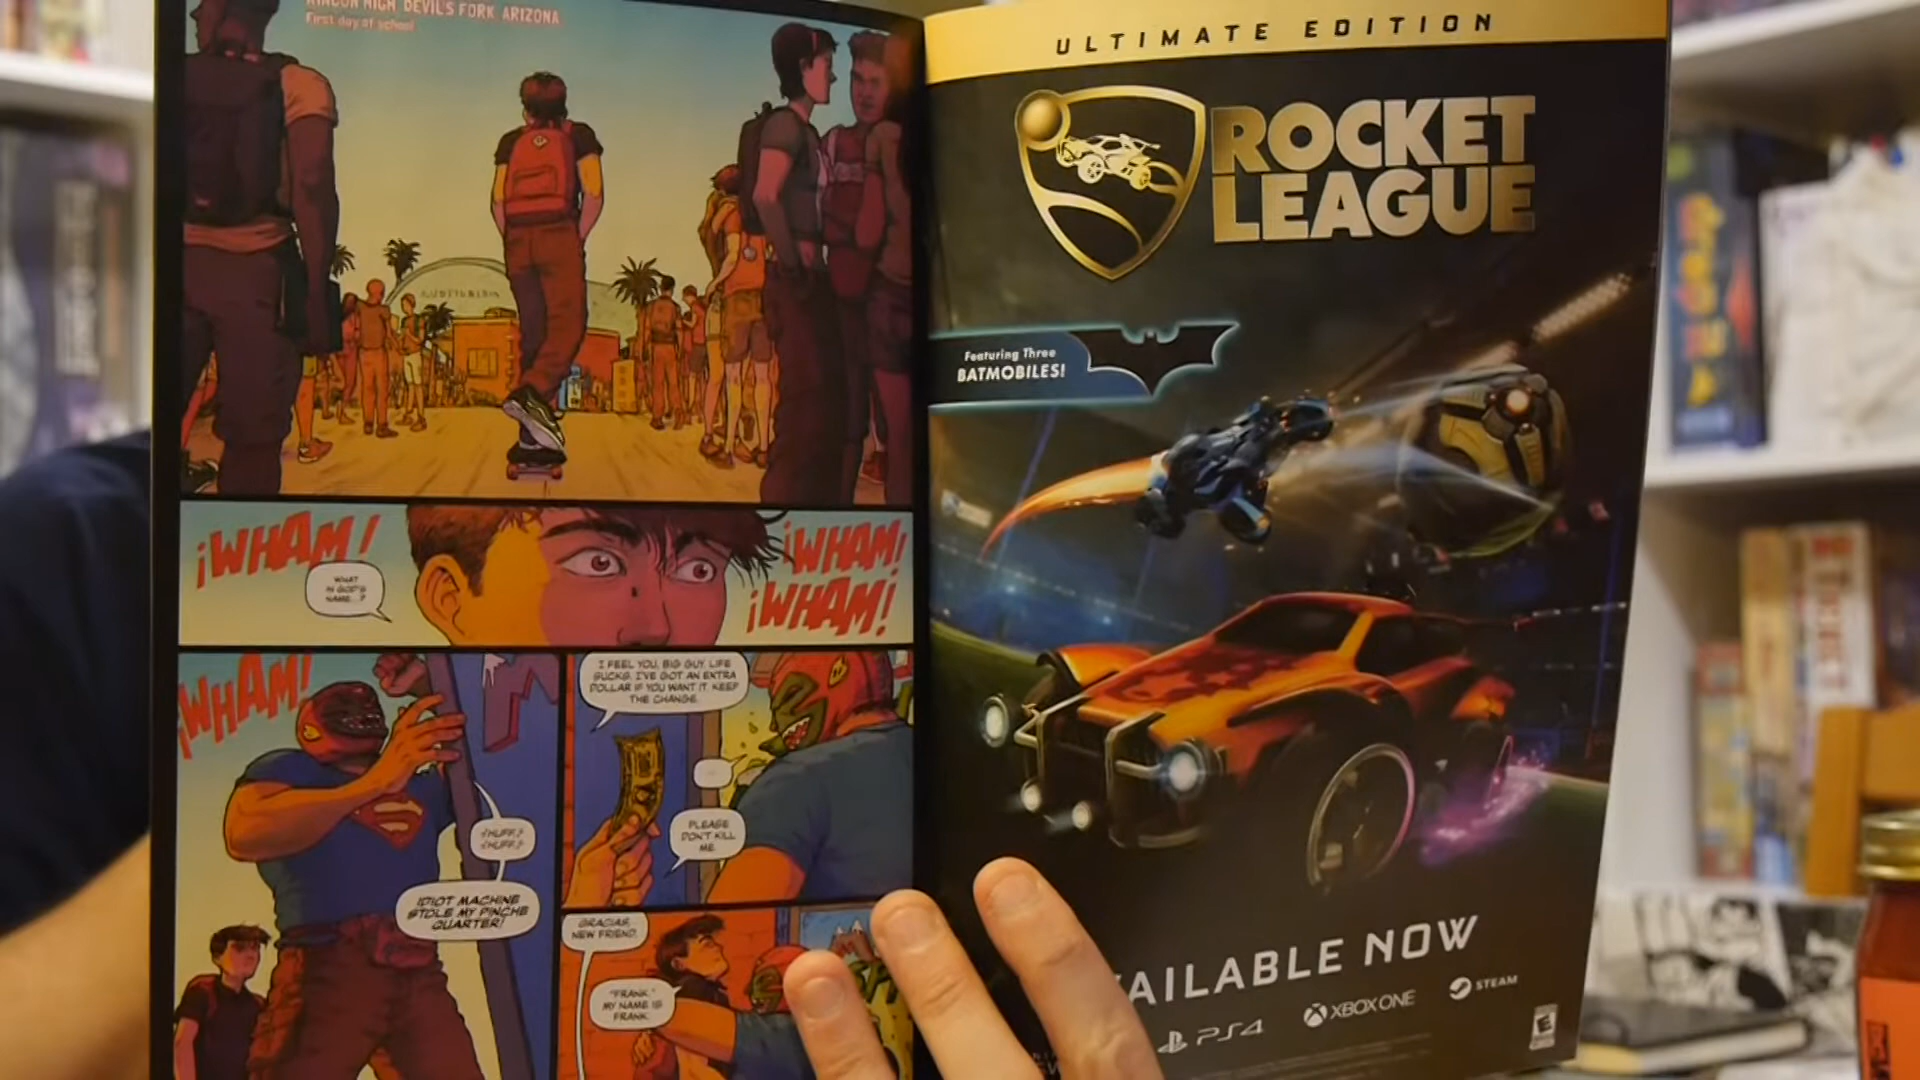 RINCON HIGH, DEVIL'S FORK, ARIZONA
First day of school.
AUDITORIUM
¡WHAM!
WHAT
IN GOD'S
NAME...?
¡WHAM!
¡WHAM!
¡WHAM!
<HUFF>
<HUFF>
IDIOT MACHINE
STOLE MY PINCHE
QUARTER!
I FEEL YOU, BIG GUY. LIFE
SUCKS. I'VE GOT AN EXTRA
DOLLAR IF YOU WANT IT. KEEP
THE CHANGE.
...
PLEASE
DON'T KILL
ME.
GRACIAS,
NEW FRIEND.
"FRANK."
MY NAME IS
FRANK.
ULTIMATE EDITION
ROCKET
LEAGUE
Featuring Three
BATMOBILES!
AILABLE NOW
PS4
XBOX ONE
STEAM
E